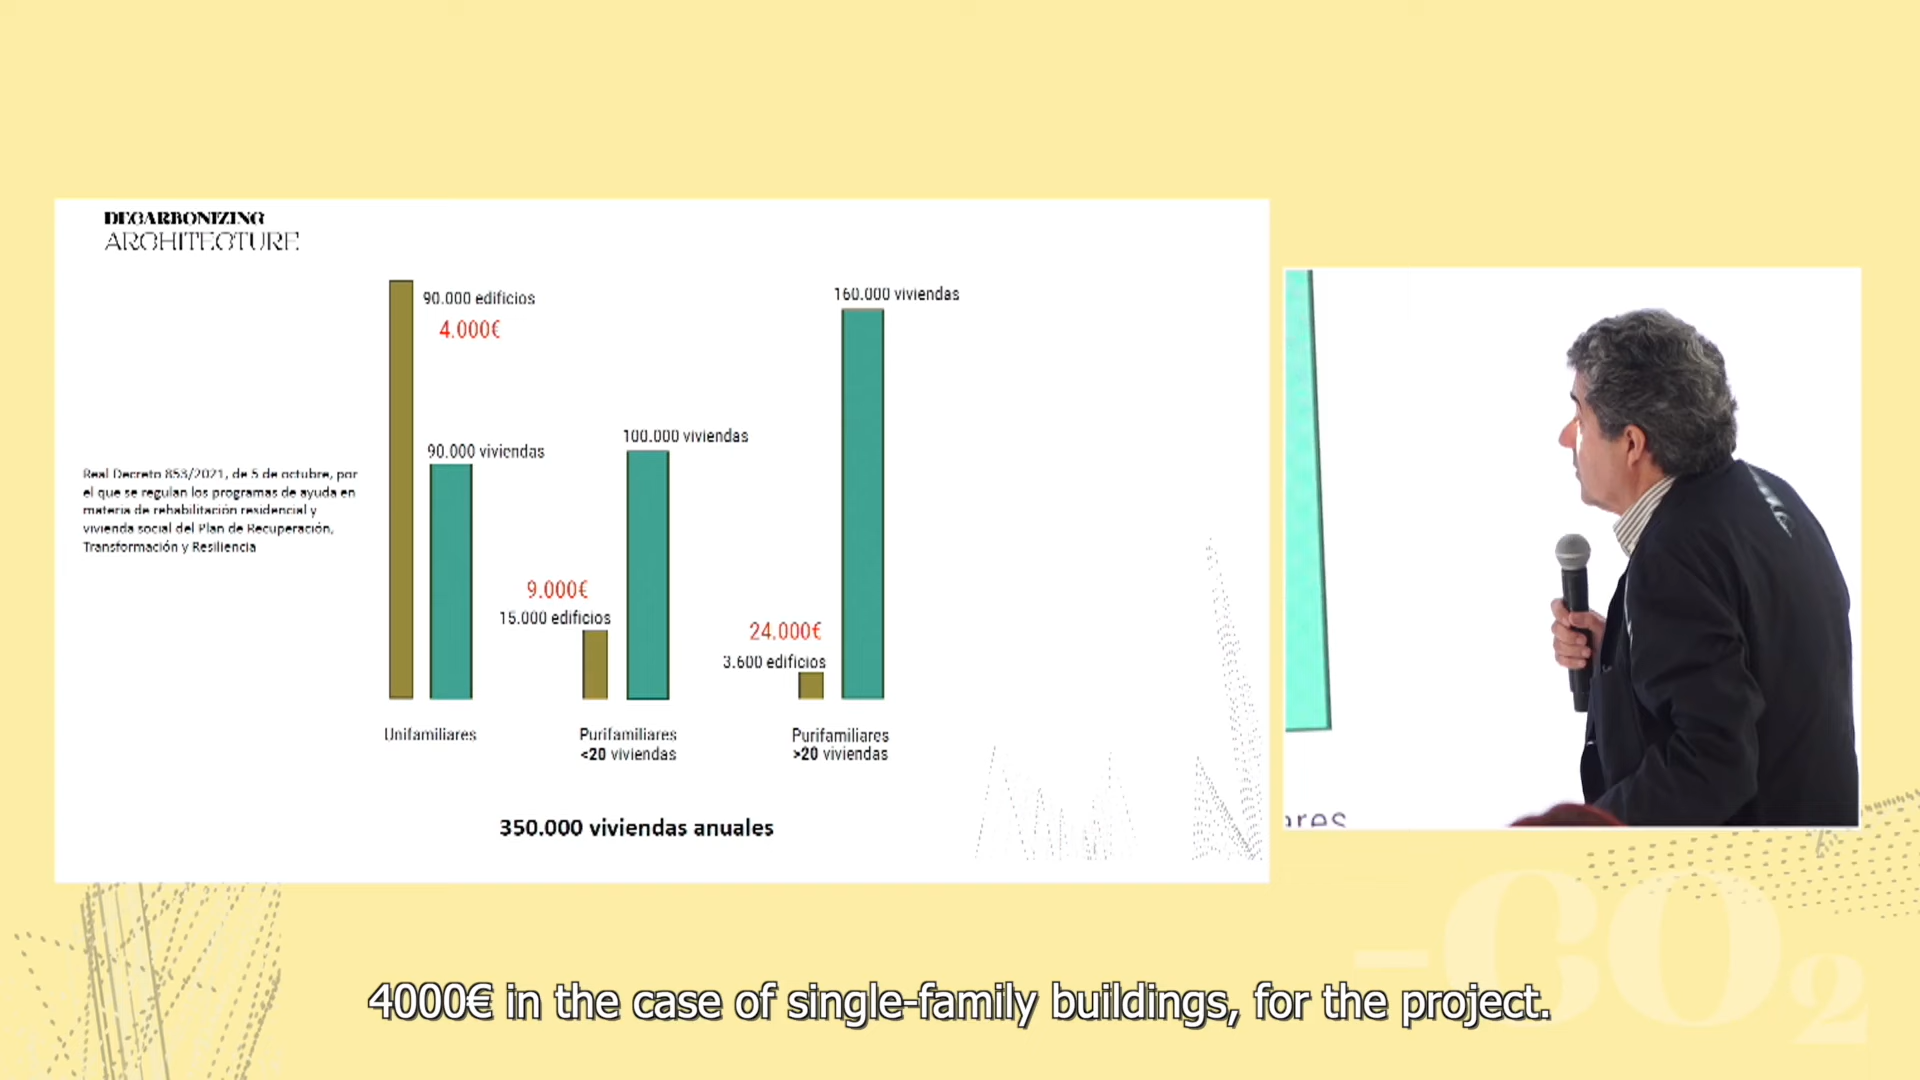 DECARBONIZING
ARCHITECTURE
90.000 edificios
4.000€
160.000 viviendas
90.000 viviendas
100.000 viviendas
Real Decreto 853/2021, de 5 de octubre, por
el que se regulan los programas de ayuda en
materia de rehabilitación residencial y
vivienda social del Plan de Recuperación,
Transformación y Resiliencia
9.000€
15.000 edificios
24.000€
3.600 edificios
Unifamiliares
Purifamiliares
<20 viviendas
Purifamiliares
>20 viviendas
350.000 viviendas anuales
ares
-CO2
4000€ in the case of single-family buildings, for the project.